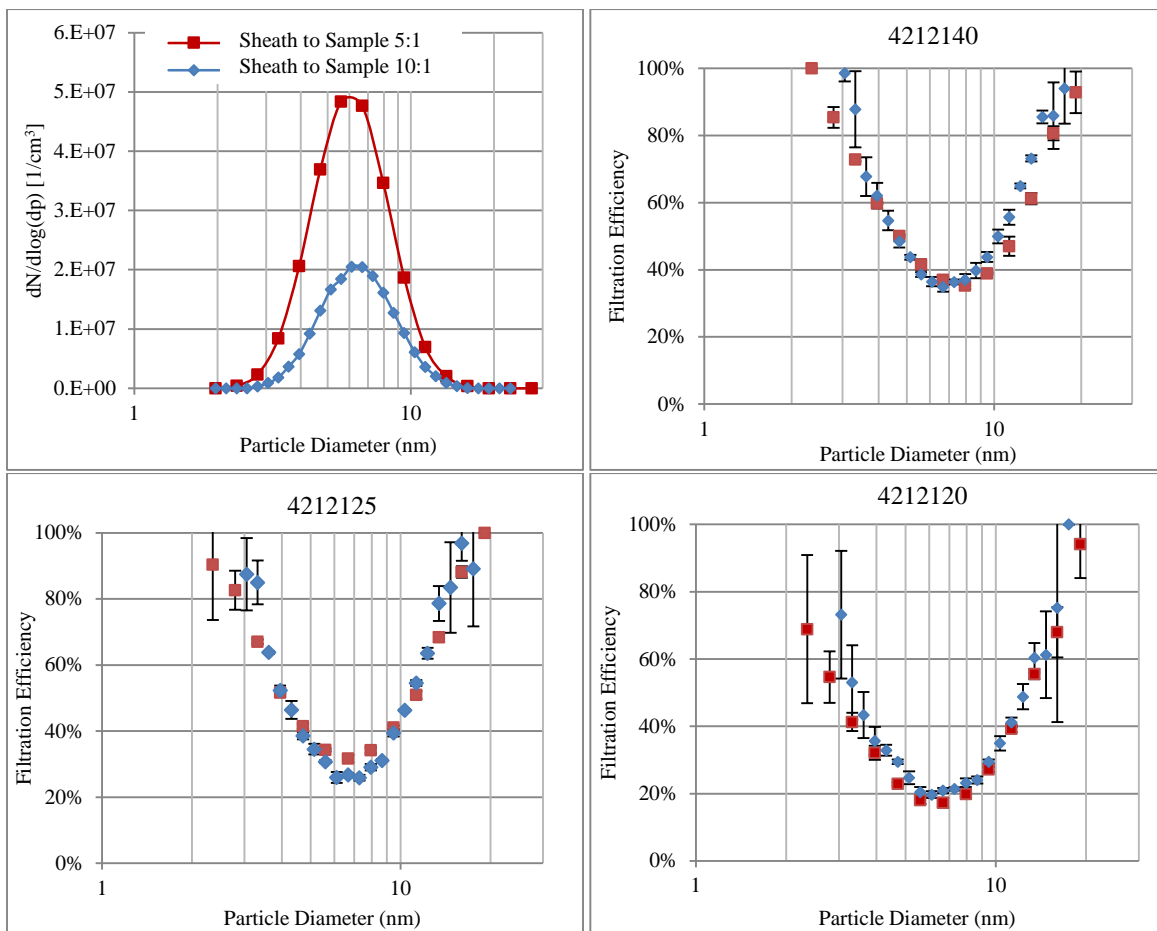 6.E+07
5.E+07
4.E+07
3.E+07
2.E+07
1.E+07
0.E+00
dN/dlog(dp) [1/cm³]
Sheath to Sample 5:1
Sheath to Sample 10:1
1
10
Particle Diameter (nm)
4212140
100%
80%
60%
40%
20%
0%
Filtration Efficiency
1
10
Particle Diameter (nm)
4212125
100%
80%
60%
40%
20%
0%
Filtration Efficiency
1
10
Particle Diameter (nm)
4212120
100%
80%
60%
40%
20%
0%
Filtration Efficiency
1
10
Particle Diameter (nm)